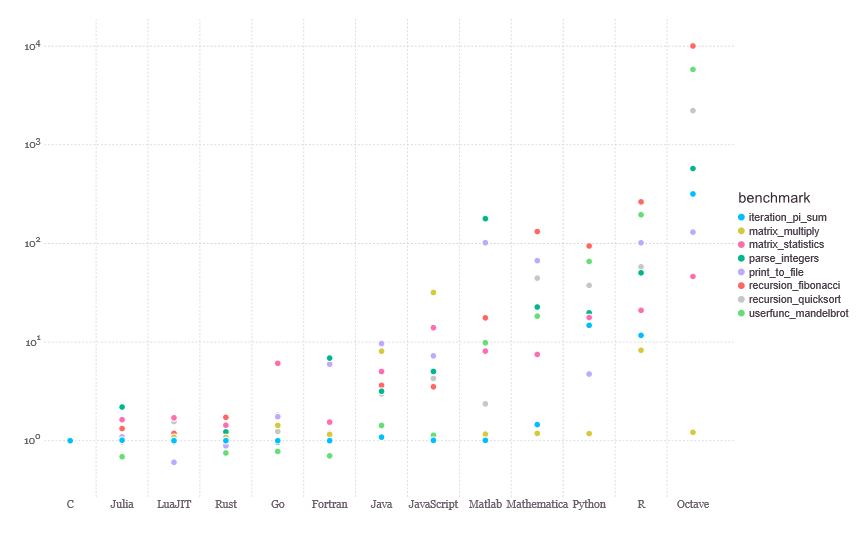 10^4
10^3
10^2
10^1
10^0
C Julia LuaJIT Rust Go Fortran Java JavaScript Matlab Mathematica Python R Octave
benchmark
iteration_pi_sum
matrix_multiply
matrix_statistics
parse_integers
print_to_file
recursion_fibonacci
recursion_quicksort
userfunc_mandelbrot